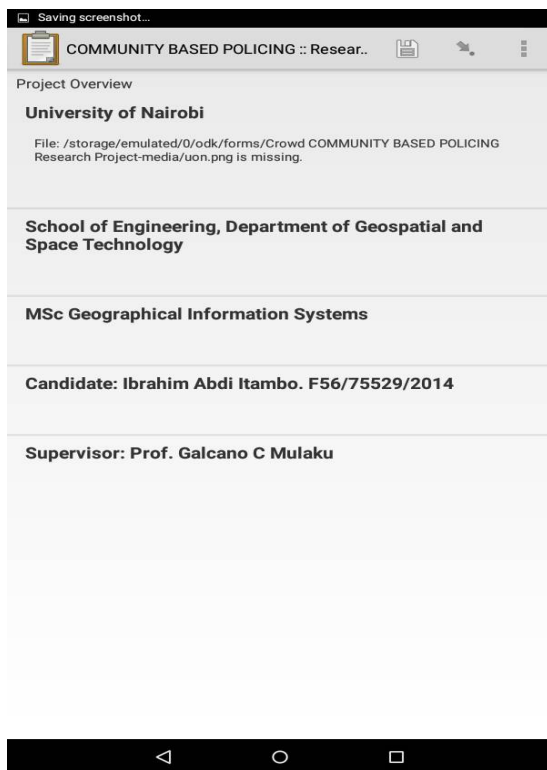 Saving screenshot...
COMMUNITY BASED POLICING :: Resear..
Project Overview
University of Nairobi
File: /storage/emulated/0/odk/forms/Crowd COMMUNITY BASED POLICING
Research Project-media/uon.png is missing.
School of Engineering, Department of Geospatial and
Space Technology
MSc Geographical Information Systems
Candidate: Ibrahim Abdi Itambo. F56/75529/2014
Supervisor: Prof. Galcano C Mulaku